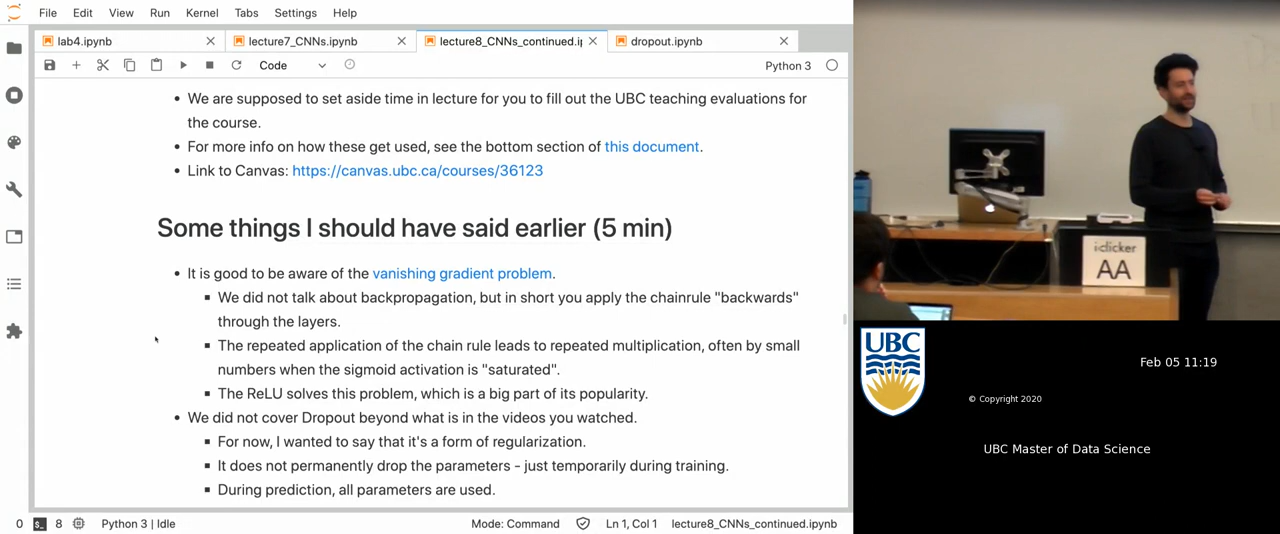 File Edit View Run Kernel Tabs Settings Help
lab4.ipynb
lecture7_CNNs.ipynb
lecture8_CNNs_continued.i
dropout.ipynb
Code
Python 3
• We are supposed to set aside time in lecture for you to fill out the UBC teaching evaluations for
the course.
• For more info on how these get used, see the bottom section of this document.
• Link to Canvas: https://canvas.ubc.ca/courses/36123
Some things I should have said earlier (5 min)
• It is good to be aware of the vanishing gradient problem.
▪ We did not talk about backpropagation, but in short you apply the chainrule "backwards"
through the layers.
▪ The repeated application of the chain rule leads to repeated multiplication, often by small
numbers when the sigmoid activation is "saturated".
▪ The ReLU solves this problem, which is a big part of its popularity.
• We did not cover Dropout beyond what is in the videos you watched.
▪ For now, I wanted to say that it's a form of regularization.
▪ It does not permanently drop the parameters - just temporarily during training.
▪ During prediction, all parameters are used.
0 $_ 8 Python 3 | Idle
Mode: Command
Ln 1, Col 1
lecture8_CNNs_continued.ipynb
i>clicker
AA
UBC
Feb 05 11:19
© Copyright 2020
UBC Master of Data Science